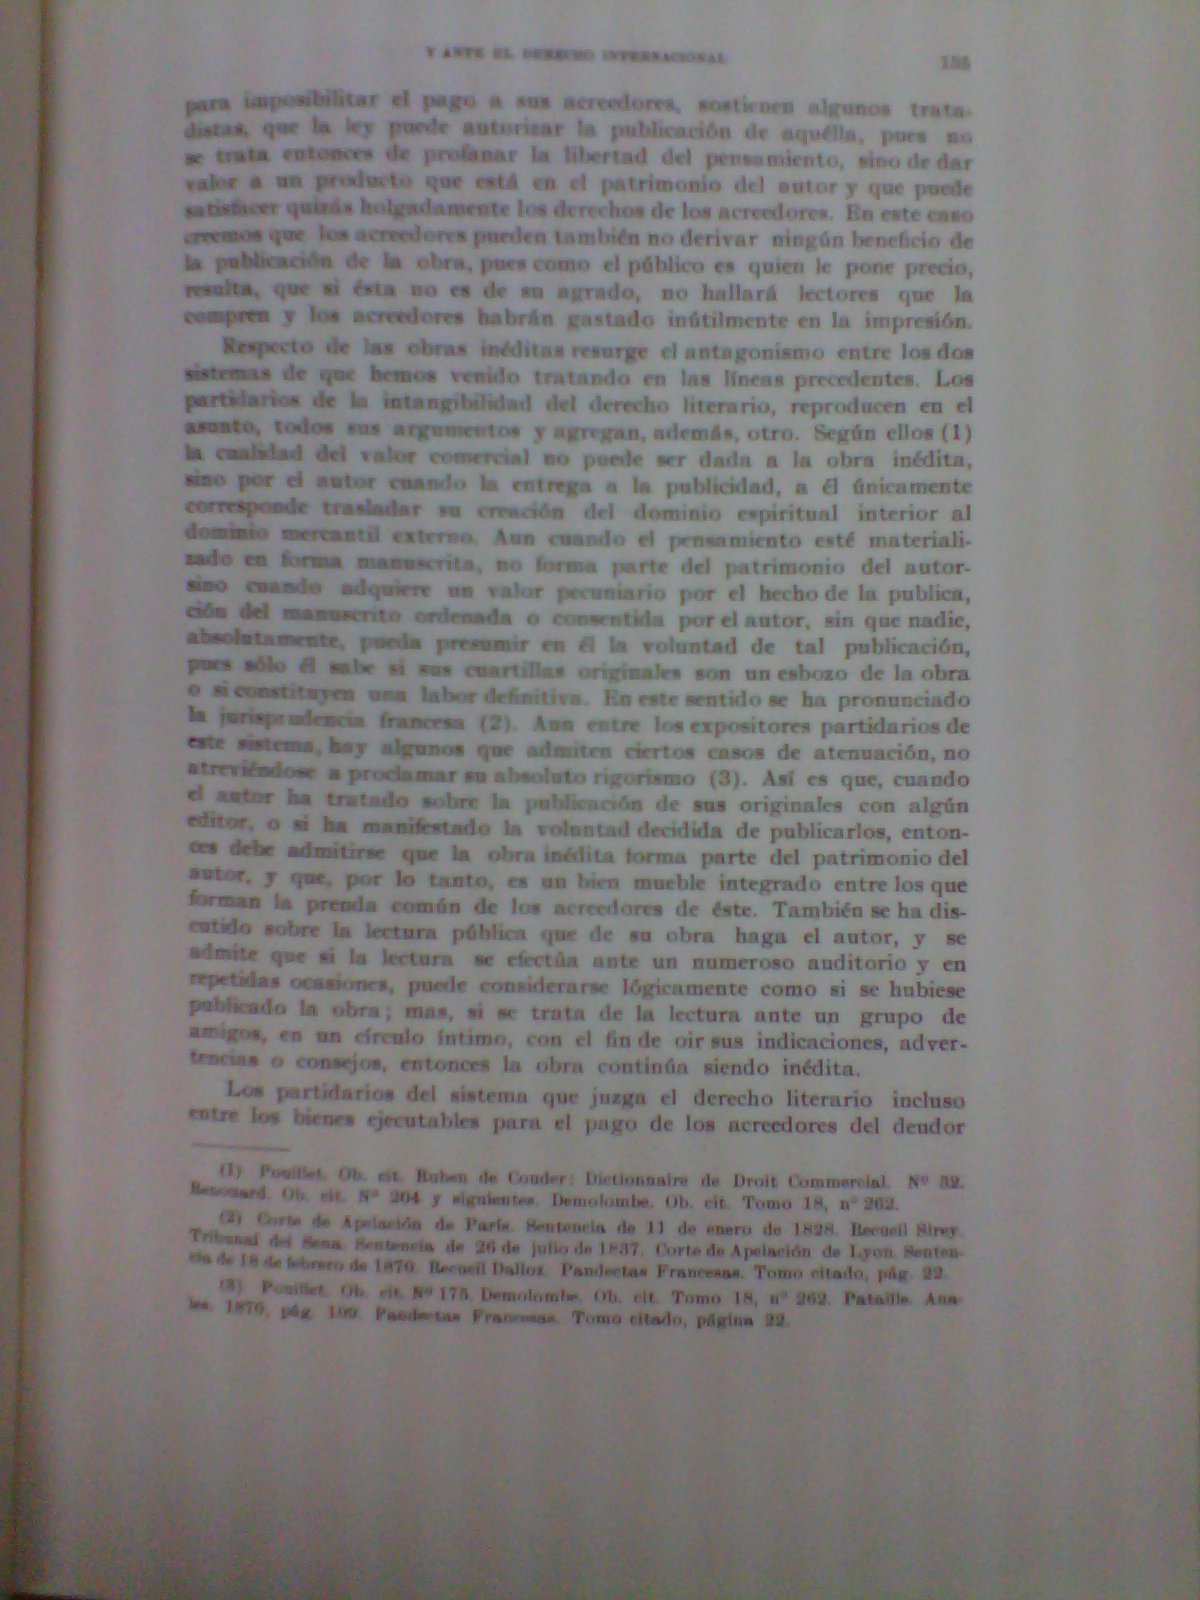 Y ANTE EL DERECHO INTERNACIONAL
para imposibilitar el pago a sus acreedores, sostienen algunos trata-
distas, que la ley puede autorizar la publicación de aquélla, pues no
se trata entonces de profanar la libertad del pensamiento, sino de dar
valor a un producto que está en el patrimonio del autor y que puede
satisfacer quizás holgadamente los derechos de los acreedores. En este caso
creemos que los acreedores pueden también no derivar ningún beneficio de
la publicación de la obra, pues como el público es quien le pone precio,
resulta, que si ésta no es de su agrado, no hallará lectores que la
compren y los acreedores habrán gastado inútilmente en la impresión.
Respecto de las obras inéditas resurge el antagonismo entre los dos
sistemas de que hemos venido tratando en las líneas precedentes. Los
partidarios de la intangibilidad del derecho literario, reproducen en el
asunto, todos sus argumentos y agregan, además, otro. Según ellos (1)
la cualidad del valor comercial no puede ser dada a la obra inédita,
sino por el autor cuando la entrega a la publicidad, a él únicamente
corresponde trasladar su creación del dominio espiritual interior al
dominio mercantil externo. Aun cuando el pensamiento esté materiali-
zado en forma manuscrita, no forma parte del patrimonio del autor-
sino cuando adquiere un valor pecuniario por el hecho de la publica,
ción del manuscrito ordenada o consentida por el autor, sin que nadie,
absolutamente, pueda presumir en él la voluntad de tal publicación,
pues sólo él sabe si sus cuartillas originales son un esbozo de la obra
o si constituyen una labor definitiva. En este sentido se ha pronunciado
la jurisprudencia francesa (2). Aun entre los expositores partidarios de
este sistema, hay algunos que admiten ciertos casos de atenuación, no
atreviéndose a proclamar su absoluto rigorismo (3). Así es que, cuando
el autor ha tratado sobre la publicación de sus originales con algún
editor, o si ha manifestado la voluntad decidida de publicarlos, enton-
ces debe admitirse que la obra inédita forma parte del patrimonio del
autor, y que, por lo tanto, es un bien mueble integrado entre los que
forman la prenda común de los acreedores de éste. También se ha dis-
cutido sobre la lectura pública que de su obra haga el autor, y se
admite que si la lectura se efectúa ante un numeroso auditorio y en
repetidas ocasiones, puede considerarse lógicamente como si se hubiese
publicado la obra; mas, si se trata de la lectura ante un grupo de
amigos, en un círculo íntimo, con el fin de oir sus indicaciones, adver-
tencias o consejos, entonces la obra continúa siendo inédita.
Los partidarios del sistema que juzga el derecho literario incluso
entre los bienes ejecutables para el pago de los acreedores del deudor
(1) Pouillet. Ob. cit. Ruben de Couder: Dictionnaire de Droit Commercial. Nº 32.
Renouard. Ob. cit. Nº 204 y siguientes. Demolombe. Ob. cit. Tomo 18, nº 262.
(2) Corte de Apelación de París. Sentencia de 11 de enero de 1828. Recueil Sirey.
Tribunal del Sena. Sentencia de 26 de julio de 1837. Corte de Apelación de Lyon. Senten-
cia de 18 de febrero de 1870. Recueil Dalloz. Pandectas Francesas. Tomo citado, pág. 22.
(3) Pouillet. Ob. cit. Nº 175. Demolombe. Ob. cit. Tomo 18, nº 262. Pataille. Ana-
les. 1870, pág. 109. Pandectas Francesas. Tomo citado, página 22.